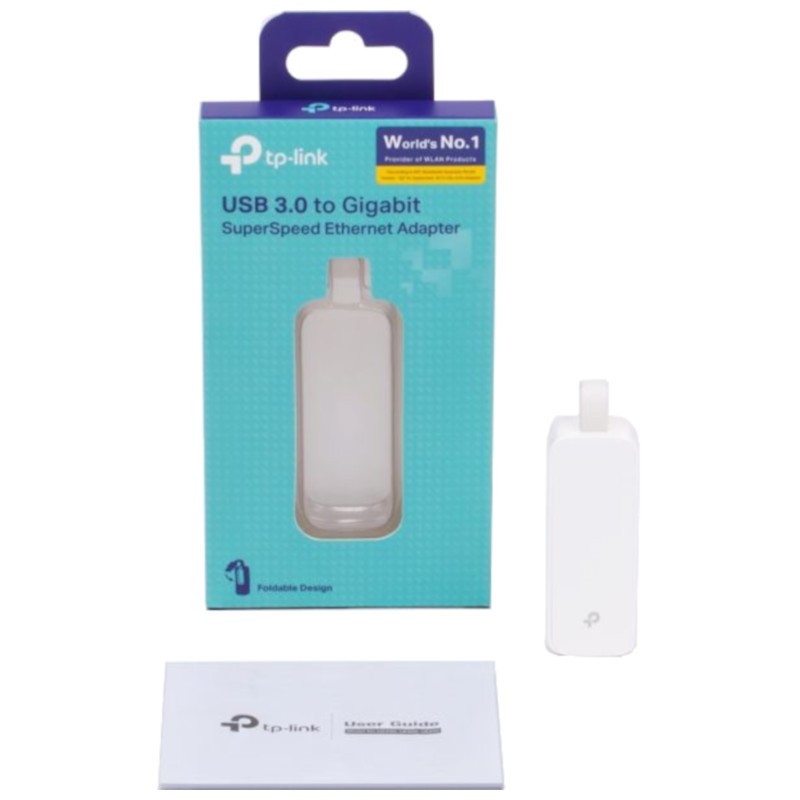 tp-link
tp-link
World's No.1
Provider of WLAN Products
USB 3.0 to Gigabit
SuperSpeed Ethernet Adapter
Foldable Design
tp-link
User Guide